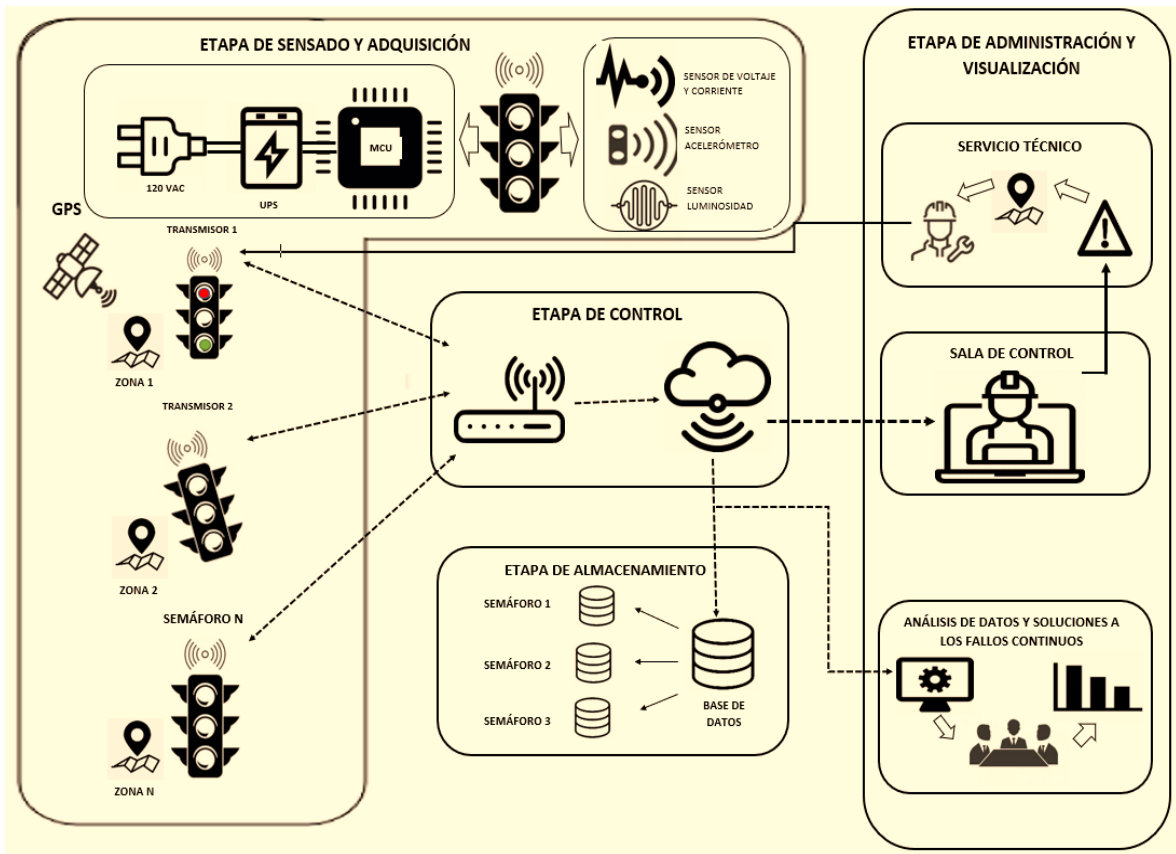 ETAPA DE SENSADO Y ADQUISICIÓN
120 VAC
UPS
MCU
SENSOR DE VOLTAJE
Y CORRIENTE
SENSOR
ACELERÓMETRO
SENSOR
LUMINOSIDAD
GPS
TRANSMISOR 1
ZONA 1
TRANSMISOR 2
ZONA 2
SEMÁFORO N
ZONA N
ETAPA DE CONTROL
ETAPA DE ALMACENAMIENTO
SEMÁFORO 1
SEMÁFORO 2
SEMÁFORO 3
BASE DE
DATOS
ETAPA DE ADMINISTRACIÓN Y
VISUALIZACIÓN
SERVICIO TÉCNICO
SALA DE CONTROL
ANÁLISIS DE DATOS Y SOLUCIONES A
LOS FALLOS CONTINUOS